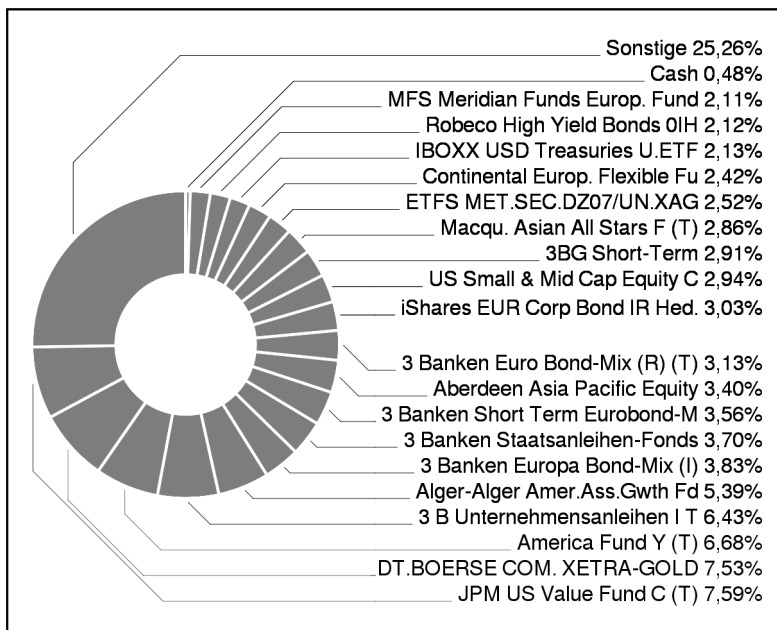 Sonstige 25,26%
Cash 0,48%
MFS Meridian Funds Europ. Fund 2,11%
Robeco High Yield Bonds 0IH 2,12%
IBOXX USD Treasuries U.ETF 2,13%
Continental Europ. Flexible Fu 2,42%
ETFS MET.SEC.DZ07/UN.XAG 2,52%
Macqu. Asian All Stars F (T) 2,86%
3BG Short-Term 2,91%
US Small & Mid Cap Equity C 2,94%
iShares EUR Corp Bond IR Hed. 3,03%
3 Banken Euro Bond-Mix (R) (T) 3,13%
Aberdeen Asia Pacific Equity 3,40%
3 Banken Short Term Eurobond-M 3,56%
3 Banken Staatsanleihen-Fonds 3,70%
3 Banken Europa Bond-Mix (I) 3,83%
Alger-Alger Amer.Ass.Gwth Fd 5,39%
3 B Unternehmensanleihen I T 6,43%
America Fund Y (T) 6,68%
DT.BOERSE COM. XETRA-GOLD 7,53%
JPM US Value Fund C (T) 7,59%